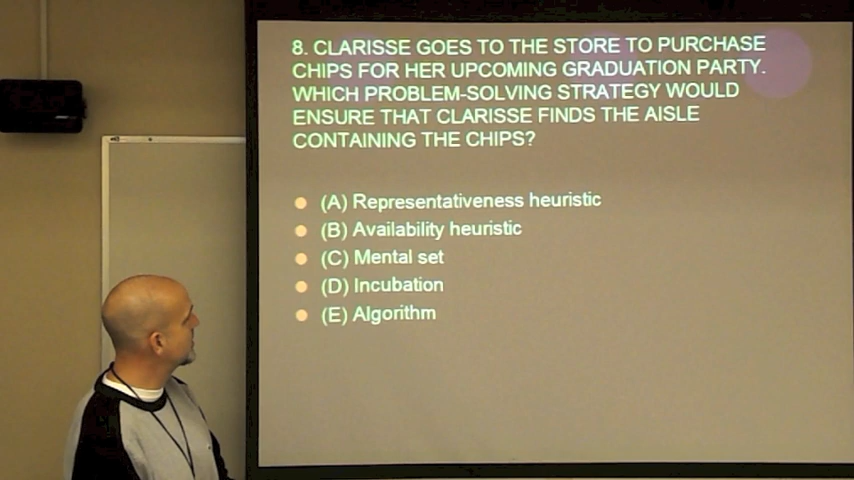 8. CLARISSE GOES TO THE STORE TO PURCHASE
CHIPS FOR HER UPCOMING GRADUATION PARTY.
WHICH PROBLEM-SOLVING STRATEGY WOULD
ENSURE THAT CLARISSE FINDS THE AISLE
CONTAINING THE CHIPS?
(A) Representativeness heuristic
(B) Availability heuristic
(C) Mental set
(D) Incubation
(E) Algorithm